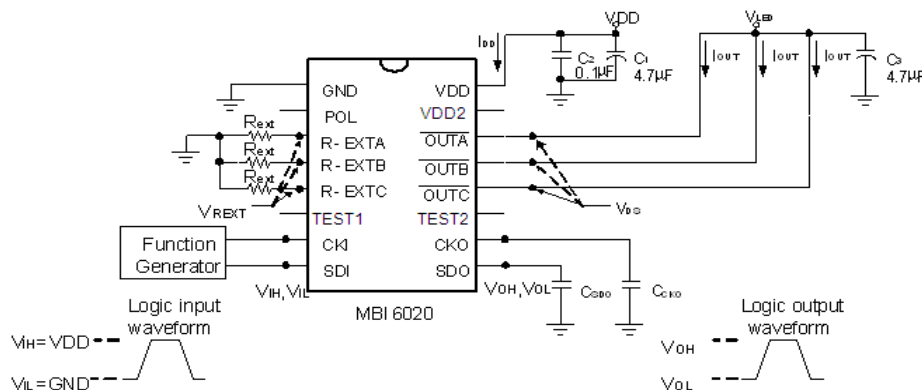 VDD
VLED
IDD
IOUT
IOUT
IOUT
C2
0.1µF
C1
4.7µF
C3
4.7µF
GND
VDD
POL
VDD2
Rext
R-EXTA
OUTA
Rext
R-EXTB
OUTB
Rext
R-EXTC
OUTC
VREXT
VDS
TEST1
TEST2
Function
Generator
CKI
CKO
SDI
SDO
VIH,VIL
VOH,VOL
CSDO
CCKO
MBI 6020
Logic input
waveform
VIH=VDD
VIL=GND
Logic output
waveform
VOH
VOL